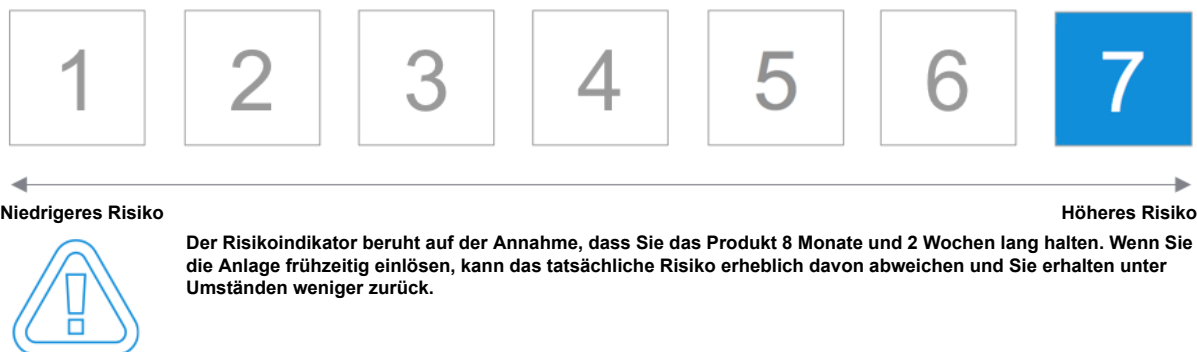 1 2 3 4 5 6 7
Niedrigeres Risiko Höheres Risiko
Der Risikoindikator beruht auf der Annahme, dass Sie das Produkt 8 Monate und 2 Wochen lang halten. Wenn Sie
die Anlage frühzeitig einlösen, kann das tatsächliche Risiko erheblich davon abweichen und Sie erhalten unter
Umständen weniger zurück.